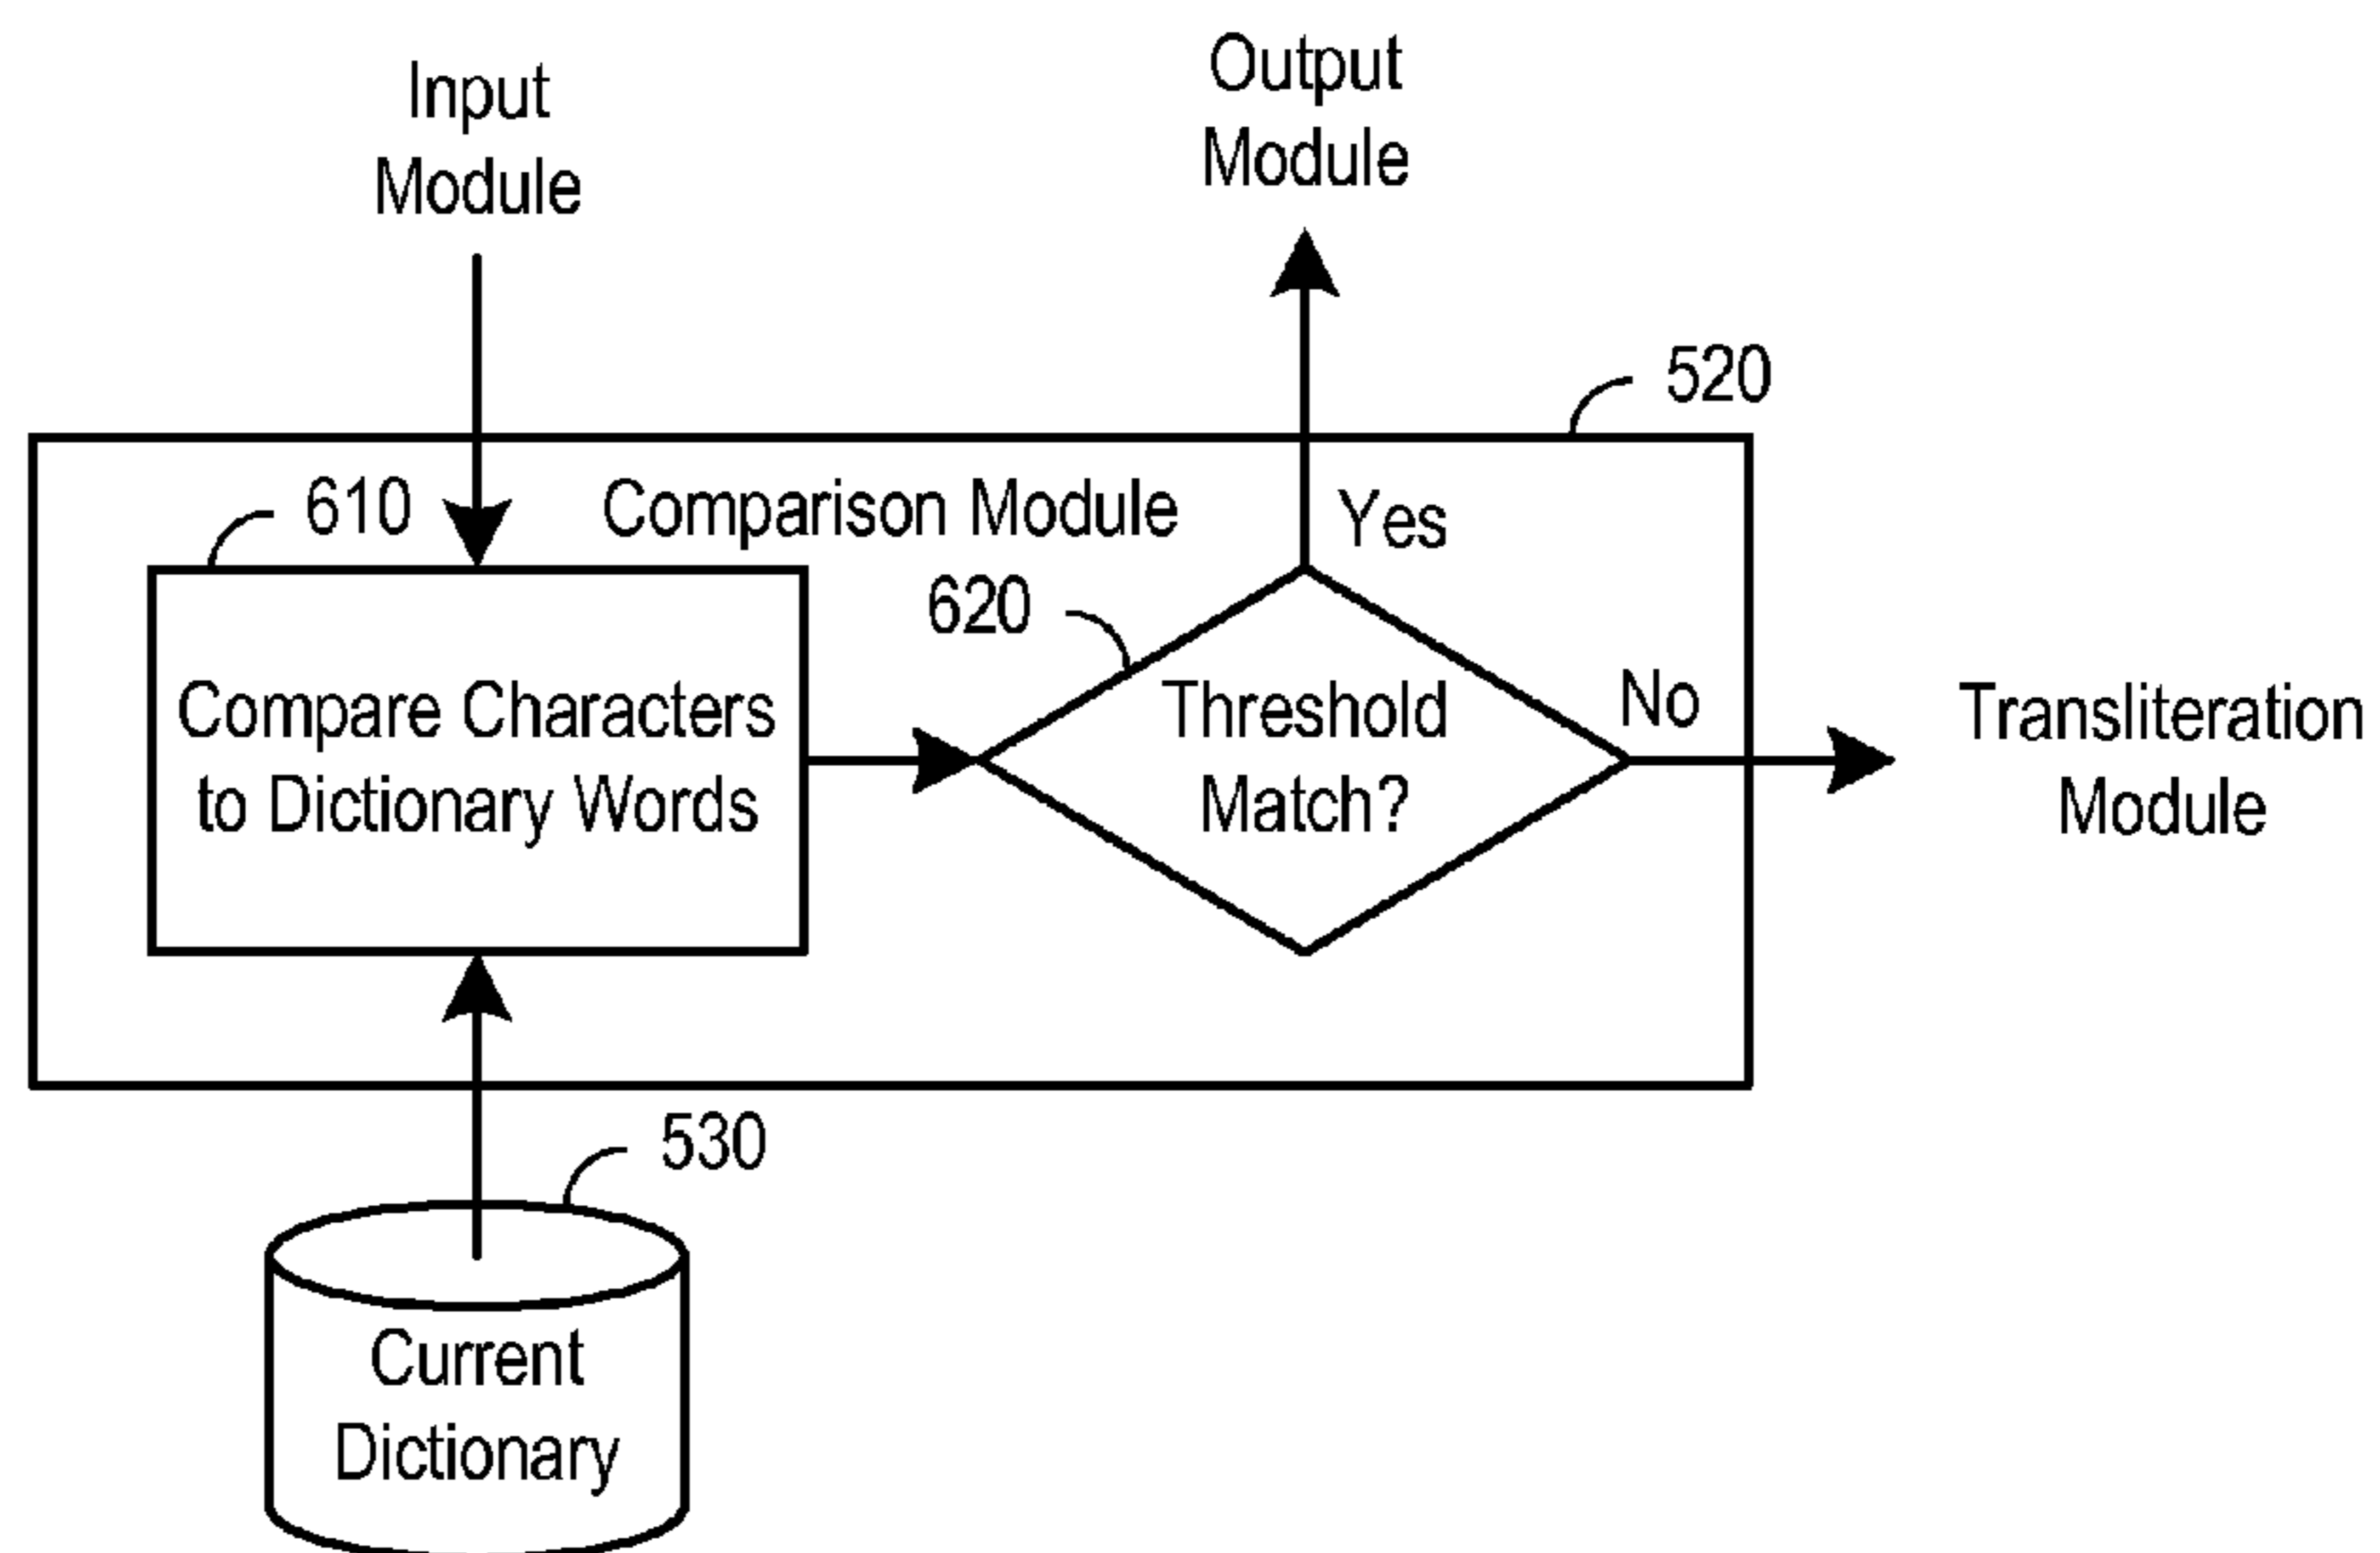 Input
Module
Output
Module
520
610
Comparison Module
Yes
620
Compare Characters
to Dictionary Words
Threshold
Match?
No
Transliteration
Module
530
Current
Dictionary